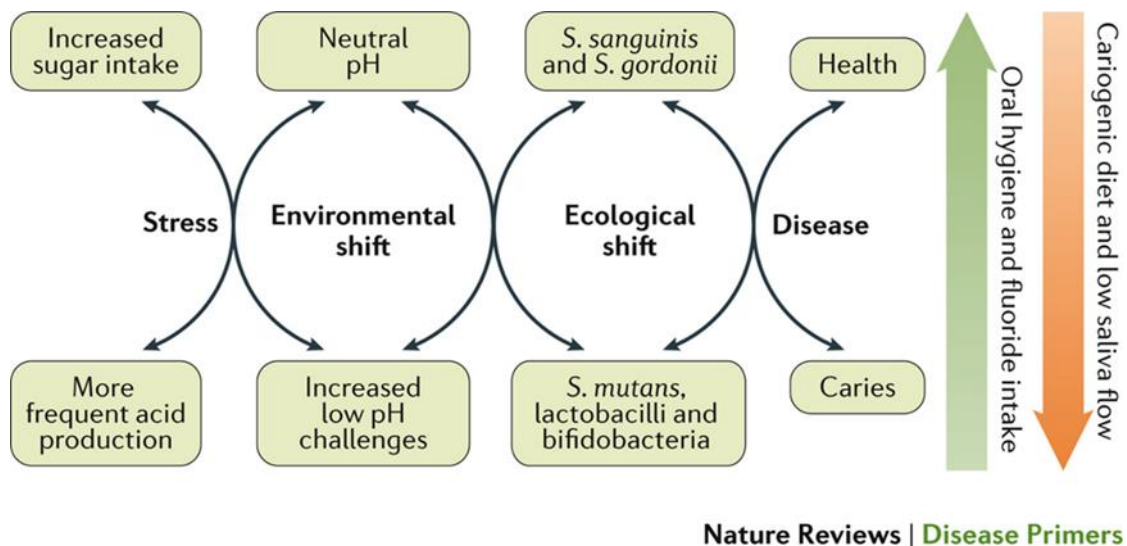 Increased
sugar intake
Neutral
pH
S. sanguinis
and S. gordonii
Health
Stress
Environmental
shift
Ecological
shift
Disease
More
frequent acid
production
Increased
low pH
challenges
S. mutans,
lactobacilli and
bifidobacteria
Caries
Oral hygiene and fluoride intake
Cariogenic diet and low saliva flow
Nature Reviews | Disease Primers